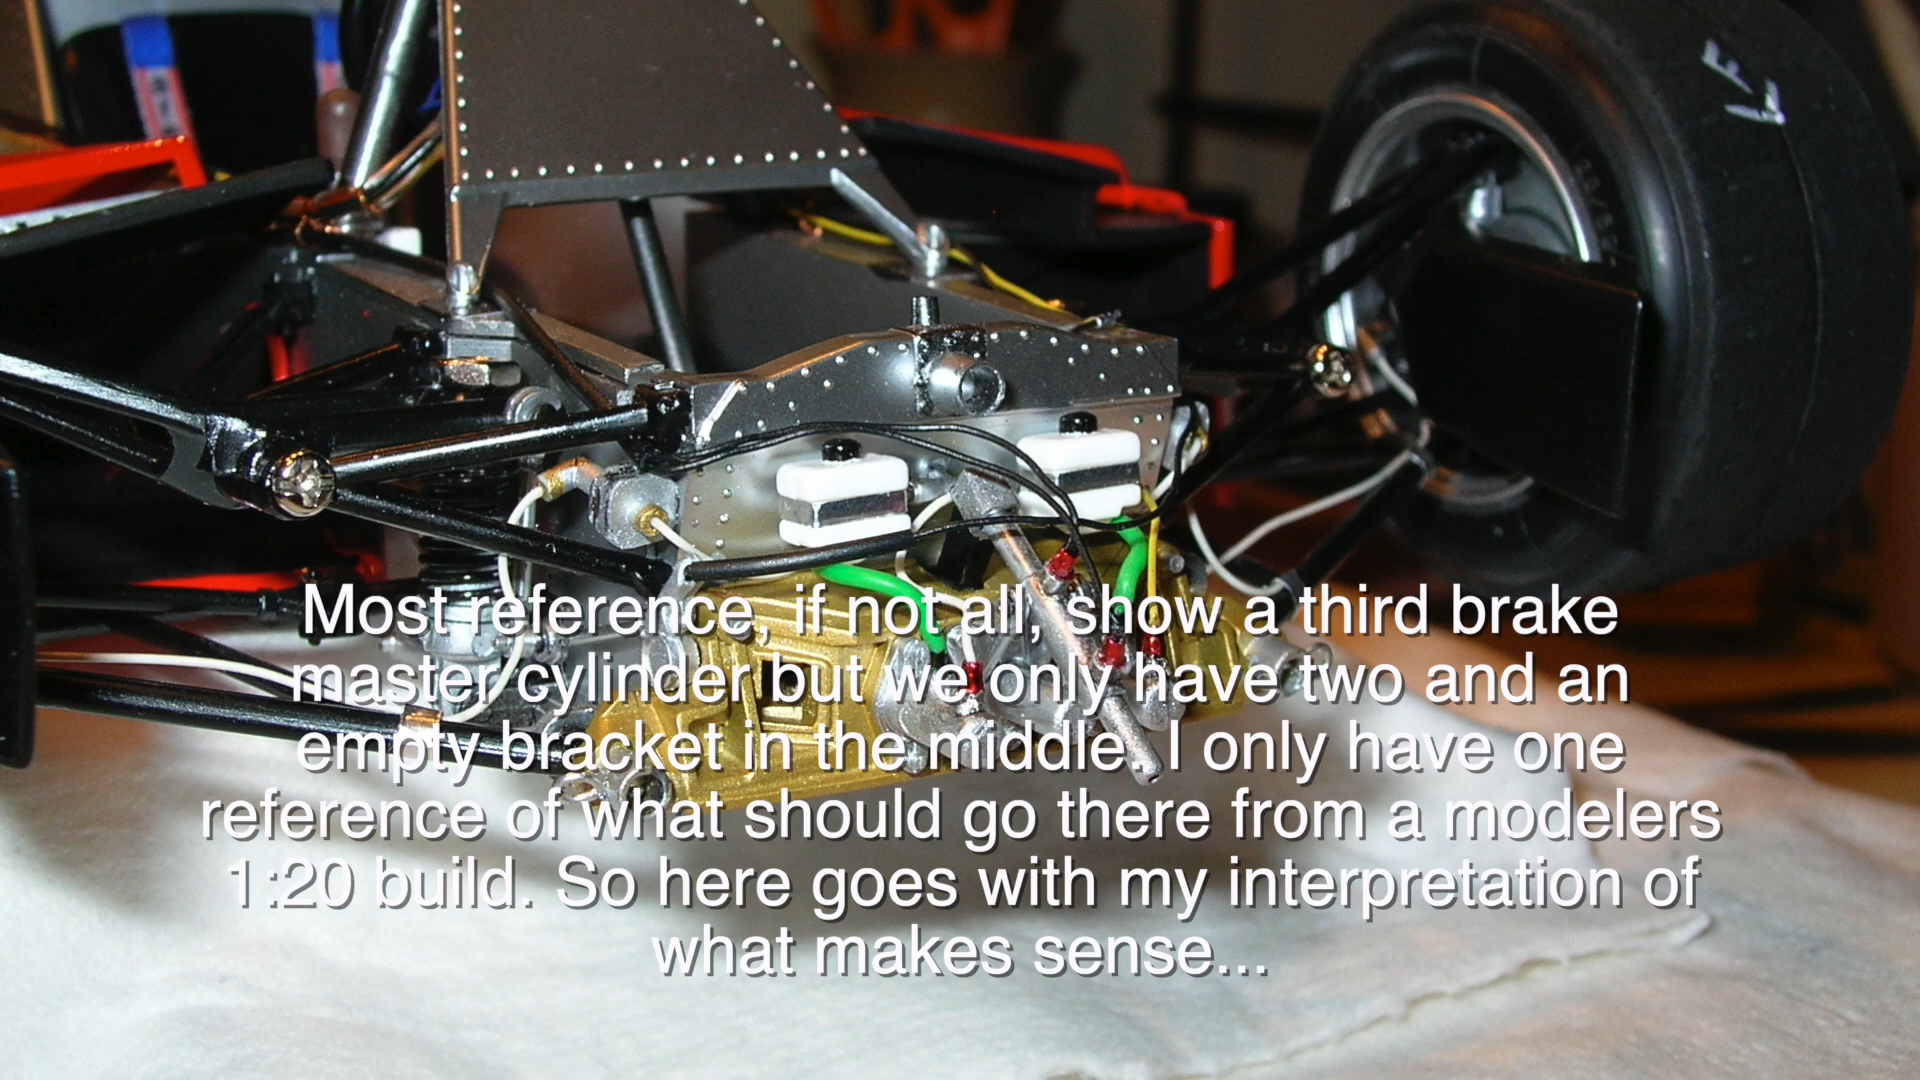 LF
Most reference, if not all, show a third brake
master cylinder but we only have two and an
empty bracket in the middle. I only have one
reference of what should go there from a modelers
1:20 build. So here goes with my interpretation of
what makes sense...